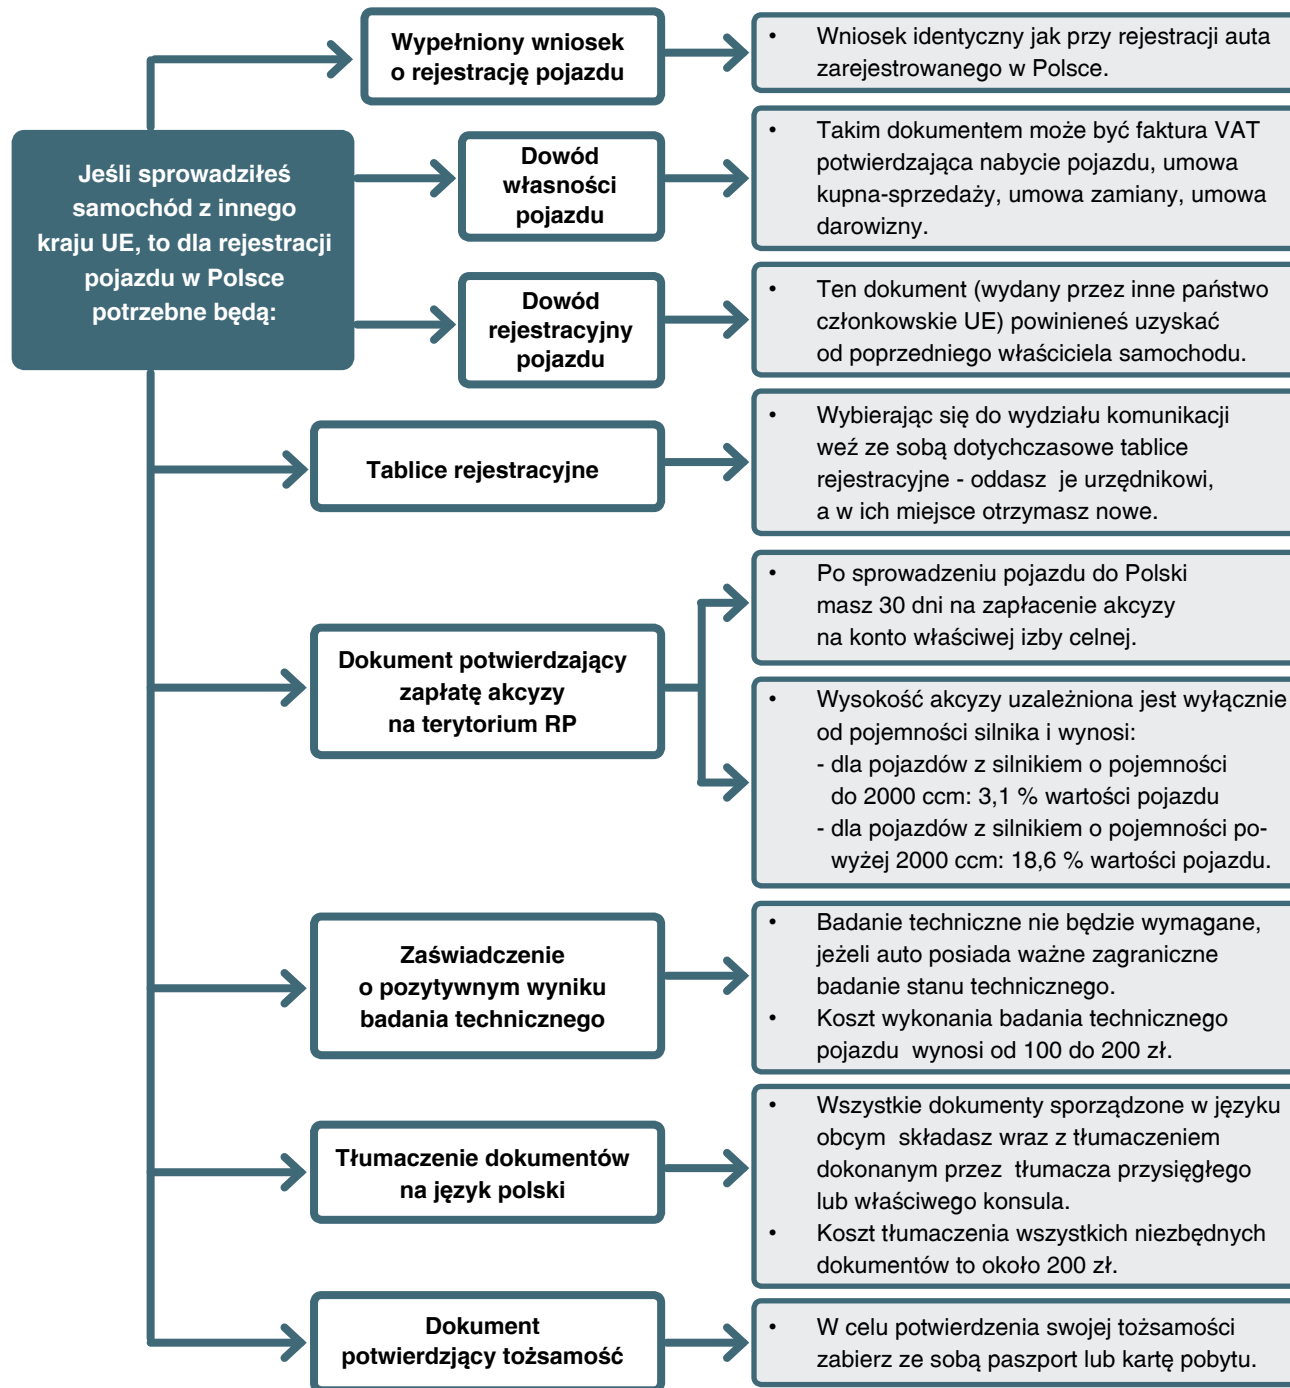 Jeśli sprowadziłeś
samochód z innego
kraju UE, to dla rejestracji
pojazdu w Polsce
potrzebne będą:
Wypełniony wniosek
o rejestrację pojazdu
• Wniosek identyczny jak przy rejestracji auta
zarejestrowanego w Polsce.
Dowód
własności
pojazdu
• Takim dokumentem może być faktura VAT
potwierdzająca nabycie pojazdu, umowa
kupna-sprzedaży, umowa zamiany, umowa
darowizny.
Dowód
rejestracyjny
pojazdu
• Ten dokument (wydany przez inne państwo
członkowskie UE) powinieneś uzyskać
od poprzedniego właściciela samochodu.
Tablice rejestracyjne
• Wybierając się do wydziału komunikacji
weź ze sobą dotychczasowe tablice
rejestracyjne - oddasz je urzędnikowi,
a w ich miejsce otrzymasz nowe.
Dokument potwierdzający
zapłatę akcyzy
na terytorium RP
• Po sprowadzeniu pojazdu do Polski
masz 30 dni na zapłacenie akcyzy
na konto właściwej izby celnej.
• Wysokość akcyzy uzależniona jest wyłącznie
od pojemności silnika i wynosi:
- dla pojazdów z silnikiem o pojemności
do 2000 ccm: 3,1 % wartości pojazdu
- dla pojazdów z silnikiem o pojemności po-
wyżej 2000 ccm: 18,6 % wartości pojazdu.
Zaświadczenie
o pozytywnym wyniku
badania technicznego
• Badanie techniczne nie będzie wymagane,
jeżeli auto posiada ważne zagraniczne
badanie stanu technicznego.
• Koszt wykonania badania technicznego
pojazdu wynosi od 100 do 200 zł.
Tłumaczenie dokumentów
na język polski
• Wszystkie dokumenty sporządzone w języku
obcym składasz wraz z tłumaczeniem
dokonanym przez tłumacza przysięgłego
lub właściwego konsula.
• Koszt tłumaczenia wszystkich niezbędnych
dokumentów to około 200 zł.
Dokument
potwierdzjący tożsamość
• W celu potwierdzenia swojej tożsamości
zabierz ze sobą paszport lub kartę pobytu.